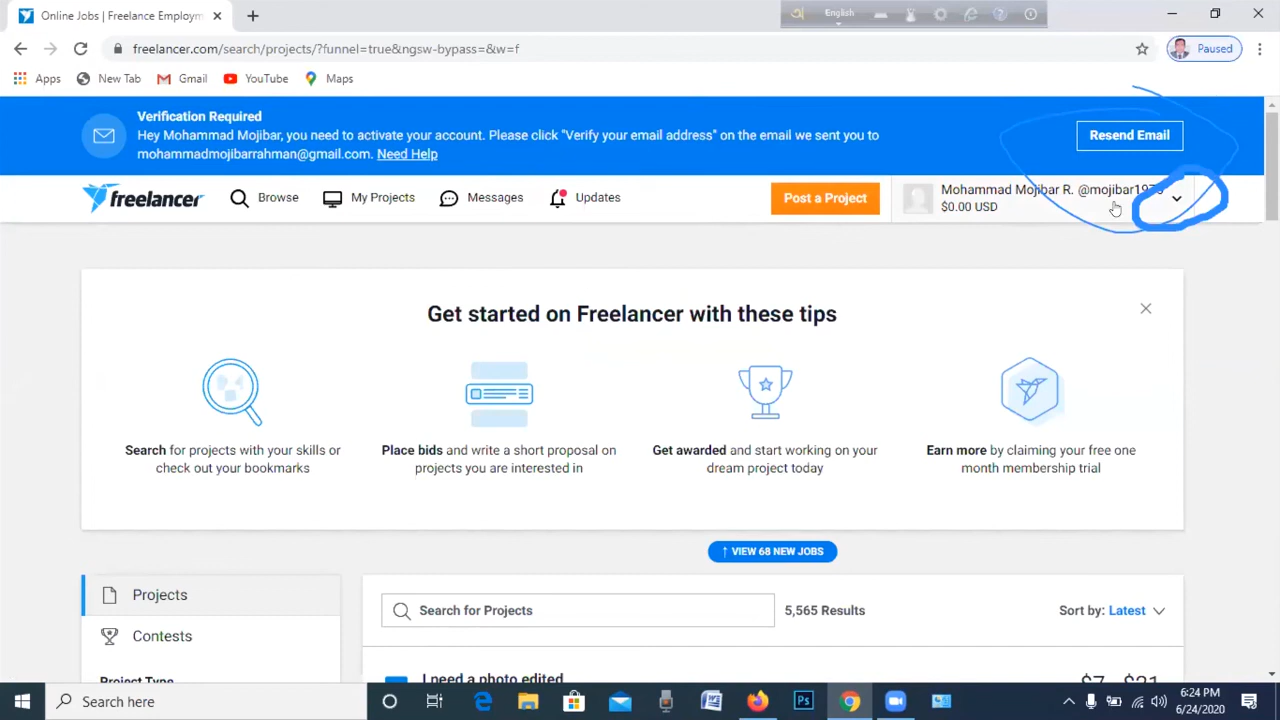 Online Jobs | Freelance Employm
English
freelancer.com/search/projects/?funnel=true&ngsw-bypass=&w=f
Paused
Apps New Tab Gmail YouTube Maps
Verification Required
Hey Mohammad Mojibar, you need to activate your account. Please click "Verify your email address" on the email we sent you to
mohammadmojibarrahman@gmail.com. Need Help
Resend Email
freelancer Browse My Projects Messages Updates Post a Project
Mohammad Mojibar R.
$0.00 USD
Get started on Freelancer with these tips
Search for projects with your skills or
check out your bookmarks
Place bids and write a short proposal on
projects you are interested in
Get awarded and start working on your
dream project today
Earn more by claiming your free one
month membership trial
↑ VIEW 68 NEW JOBS
Projects
Contests
Project Type
Search for Projects 5,565 Results Sort by: Latest
I need a photo edited
Search here
6:24 PM
6/24/2020